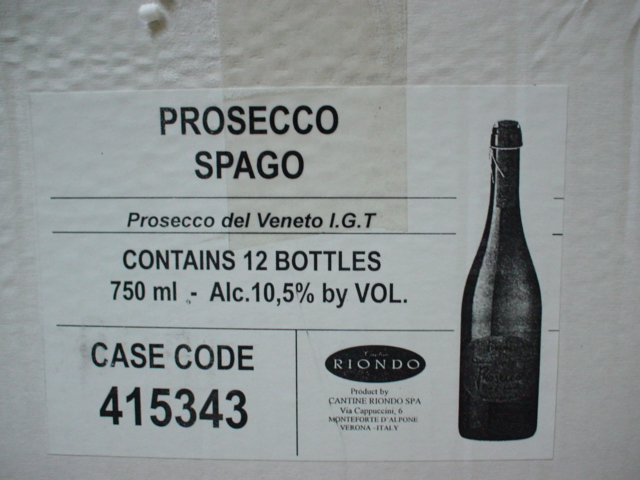 PROSECCO
SPAGO
Prosecco del Veneto I.G.T
CONTAINS 12 BOTTLES
750 ml - Alc.10,5% by VOL.
CASE CODE
415343
RIONDO
Product by
CANTINE RIONDO SPA
Via Cappuccini, 6
MONTEFORTE D'ALPONE
VERONA -ITALY